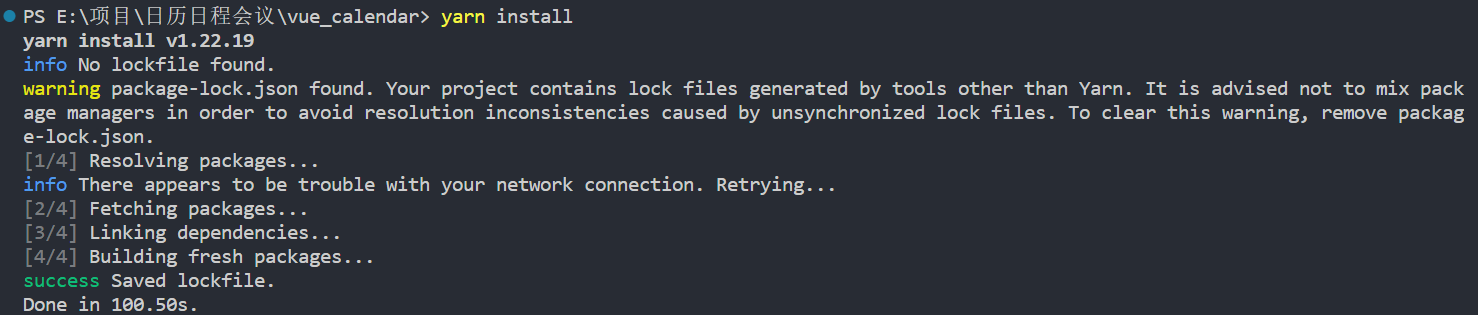 PS E:\项目\日历日程会议\vue_calendar> yarn install
yarn install v1.22.19
info No lockfile found.
warning package-lock.json found. Your project contains lock files generated by tools other than Yarn. It is advised not to mix pack
age managers in order to avoid resolution inconsistencies caused by unsynchronized lock files. To clear this warning, remove packag
e-lock.json.
[1/4] Resolving packages...
info There appears to be trouble with your network connection. Retrying...
[2/4] Fetching packages...
[3/4] Linking dependencies...
[4/4] Building fresh packages...
success Saved lockfile.
Done in 100.50s.